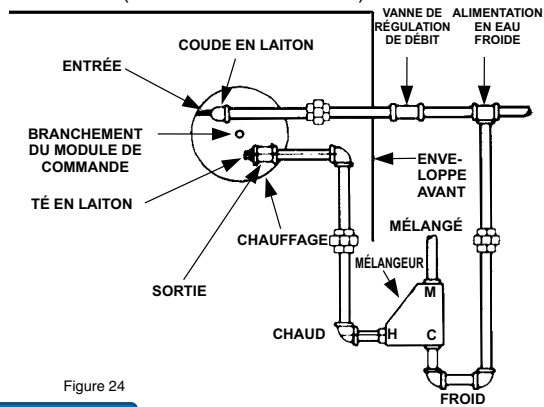 VANNE DE
RÉGULATION
DE DÉBIT
ALIMENTATION
EN EAU
FROIDE
COUDE EN LAITON
ENTRÉE
BRANCHEMENT
DU MODULE DE
COMMANDE
TÉ EN LAITON
ENVE-
LOPPE
AVANT
CHAUFFAGE
MÉLANGÉ
MÉLANGEUR
SORTIE
M
CHAUD
H
C
FROID
Figure 24